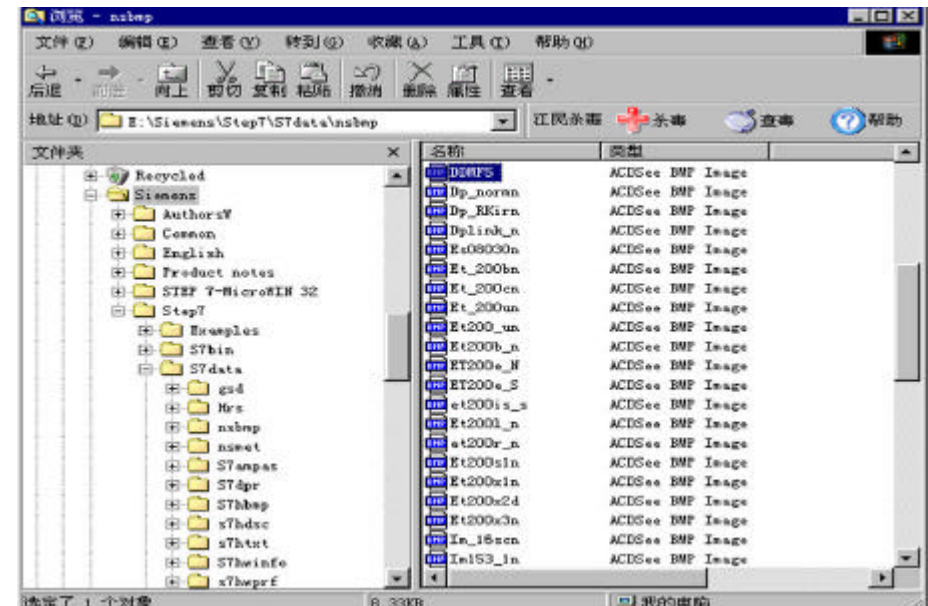 浏览 - nsbmp
文件(F) 编辑(E) 查看(V) 转到(G) 收藏(A) 工具(T) 帮助(H)
后退 前进 向上 剪切 复制 粘贴 撤消 删除 属性 查看
地址(D) E:\Siemens\Step7\S7data\nsbmp 江民杀毒 杀毒 查毒 帮助
文件夹 ×
Recycled
Siemens
AuthorsW
Common
English
Product notes
STEP 7-MicroWIN 32
Step7
Examples
S7bin
S7data
gsd
Hrs
nxbmp
nsmet
S7ampas
S7dpr
S7hbmp
s7hdsc
s7htxt
S7hwinfo
s7hwprf
名称 类型
DDMFS ACDSee BMP Image
Dp_normn ACDSee BMP Image
Dp_RKirn ACDSee BMP Image
Dplink_n ACDSee BMP Image
Es08030n ACDSee BMP Image
Et_200bn ACDSee BMP Image
Et_200cn ACDSee BMP Image
Et_200un ACDSee BMP Image
Et200_un ACDSee BMP Image
Et200b_n ACDSee BMP Image
ET200e_N ACDSee BMP Image
ET200e_S ACDSee BMP Image
et200is_s ACDSee BMP Image
Et200l_n ACDSee BMP Image
et200r_n ACDSee BMP Image
Et200s1n ACDSee BMP Image
Et200x1n ACDSee BMP Image
Et200x2d ACDSee BMP Image
Et200x3n ACDSee BMP Image
Im_16scn ACDSee BMP Image
Im153_1n ACDSee BMP Image
选定了 1 个对象 8.33KB 我的电脑